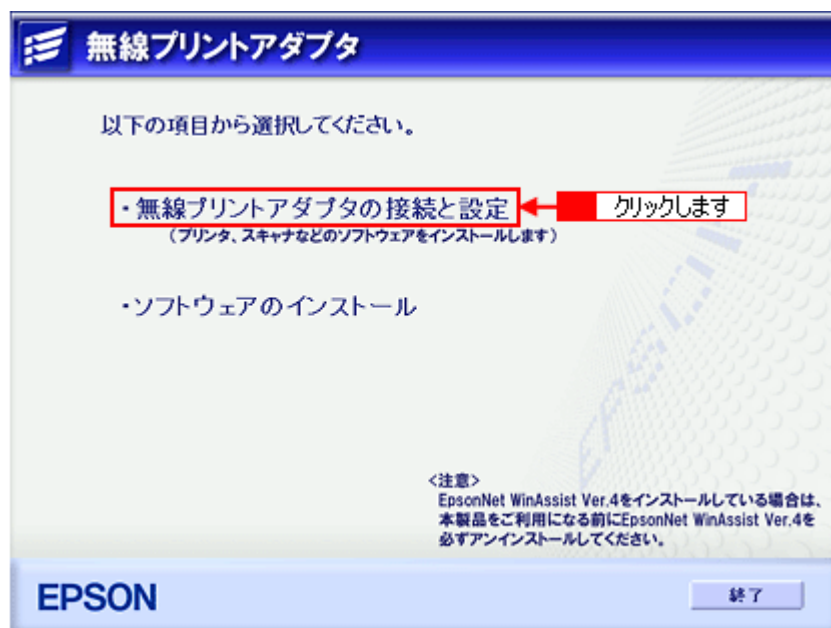 無線プリントアダプタ
以下の項目から選択してください。
・無線プリントアダプタの接続と設定
クリックします
（プリンタ、スキャナなどのソフトウェアをインストールします）
・ソフトウェアのインストール
EPSON
<注意>
EpsonNet WinAssist Ver.4をインストールしている場合は、
本製品をご利用になる前にEpsonNet WinAssist Ver.4を
必ずアンインストールしてください。
EPSON
終了